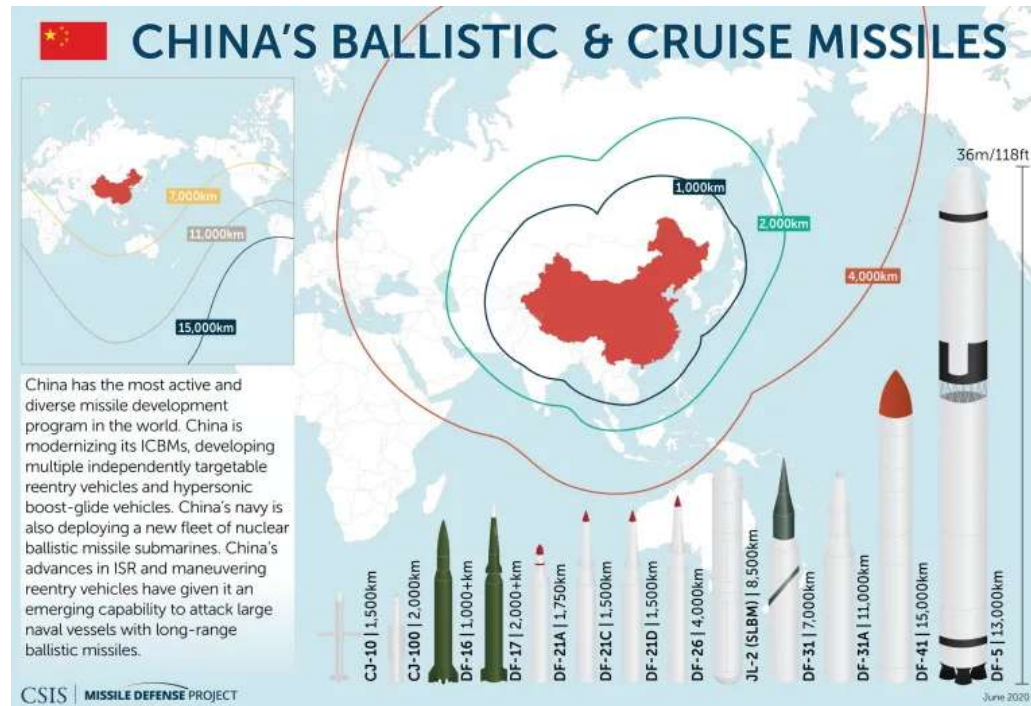 CHINA'S BALLISTIC & CRUISE MISSILES
7,000km
11,000km
15,000km
1,000km
2,000km
4,000km
36m/118ft
China has the most active and
diverse missile development
program in the world. China is
modernizing its ICBMs, developing
multiple independently targetable
reentry vehicles and hypersonic
boost-glide vehicles. China's navy is
also deploying a new fleet of nuclear
ballistic missile submarines. China's
advances in ISR and maneuvering
reentry vehicles have given it an
emerging capability to attack large
naval vessels with long-range
ballistic missiles.
CJ-10 | 1,500km
CJ-100 | 2,000km
DF-16 | 1,000+km
DF-17 | 2,000+km
DF-21A | 1,750km
DF-21C | 1,500km
DF-21D | 1,500km
DF-26 | 4,000km
JL-2 (SLBM) | 8,500km
DF-31 | 7,000km
DF-31A | 11,000km
DF-41 | 15,000km
DF-5 | 13,000km
CSIS | MISSILE DEFENSE PROJECT
June 2020